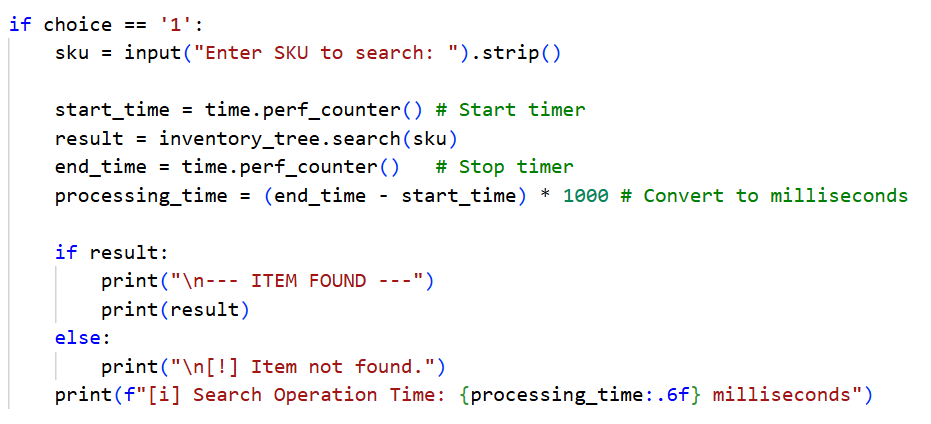 if choice == '1':
    sku = input("Enter SKU to search: ").strip()

    start_time = time.perf_counter() # Start timer
    result = inventory_tree.search(sku)
    end_time = time.perf_counter()   # Stop timer
    processing_time = (end_time - start_time) * 1000 # Convert to milliseconds

    if result:
        print("\n--- ITEM FOUND ---")
        print(result)
    else:
        print("\n[!] Item not found.")
    print(f"[i] Search Operation Time: {processing_time:.6f} milliseconds")